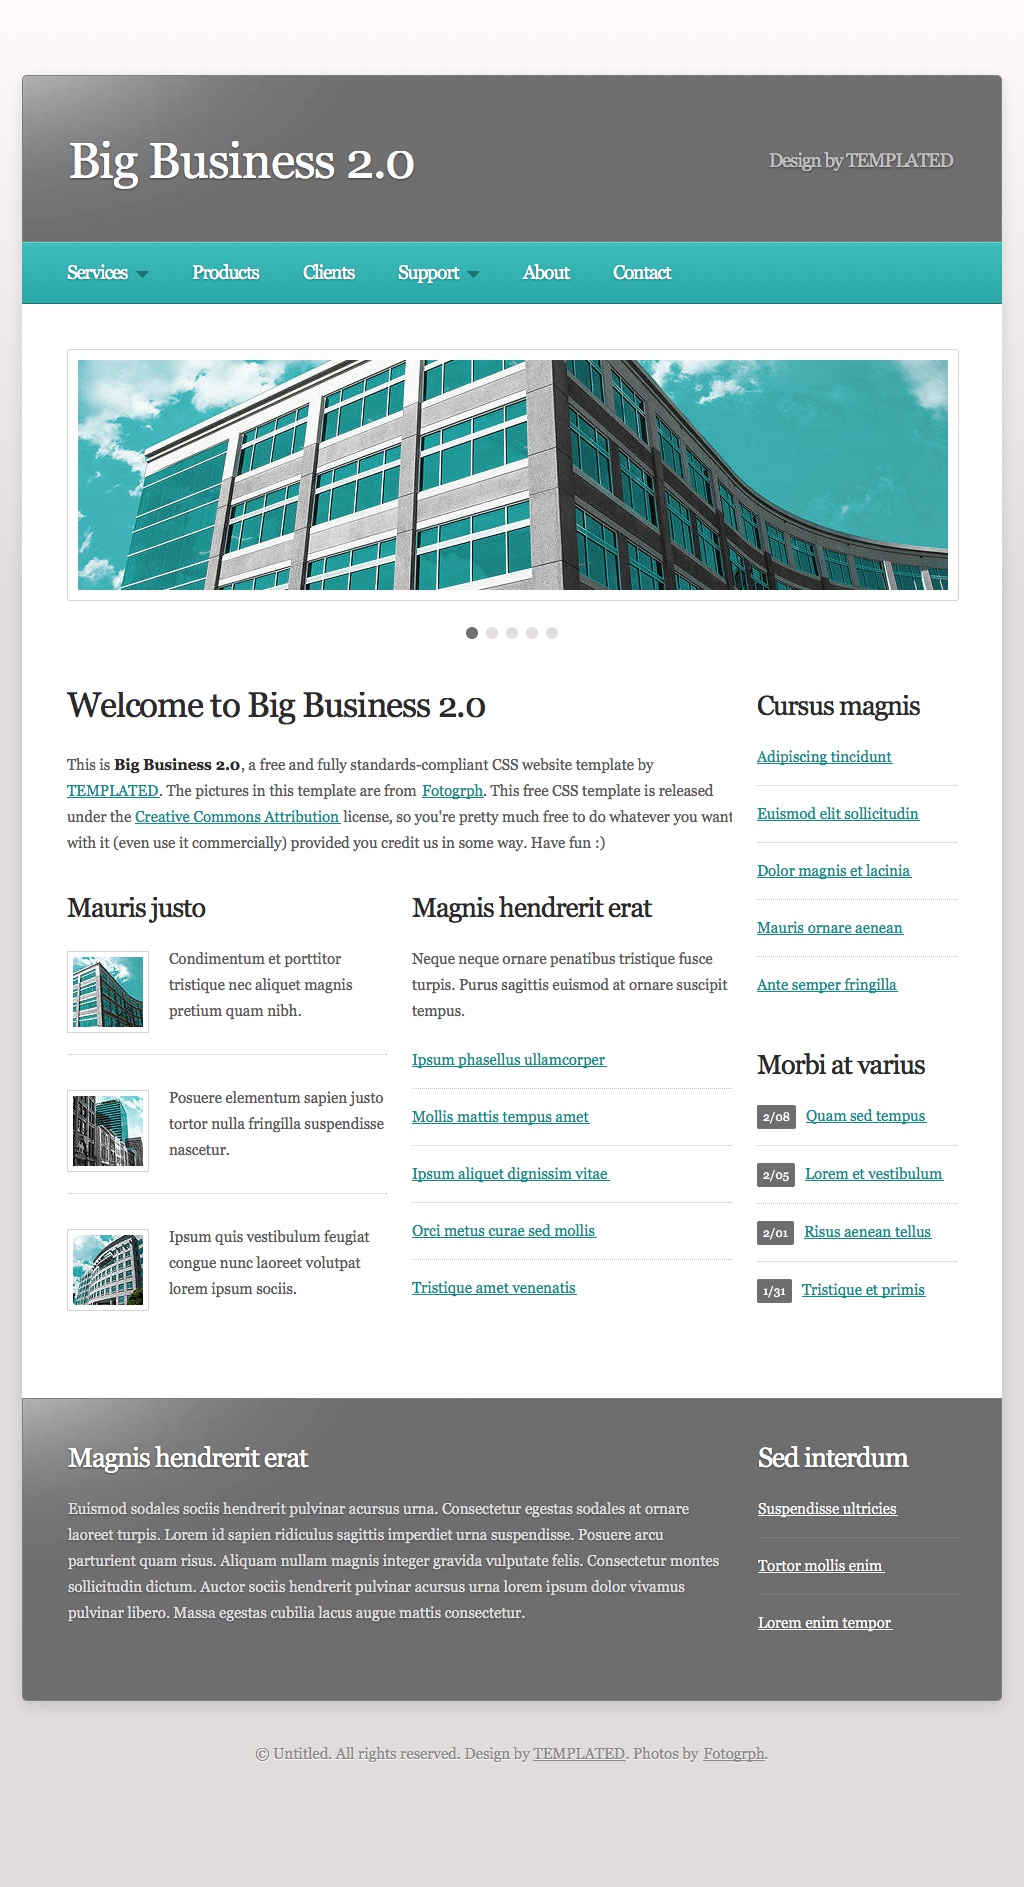 Big Business 2.0
Design by TEMPLATED
Services Products Clients Support About Contact
Welcome to Big Business 2.0
This is Big Business 2.0, a free and fully standards-compliant CSS website template by
TEMPLATED. The pictures in this template are from Fotogrph. This free CSS template is released
under the Creative Commons Attribution license, so you're pretty much free to do whatever you want
with it (even use it commercially) provided you credit us in some way. Have fun :)
Mauris justo
Condimentum et porttitor
tristique nec aliquet magnis
pretium quam nibh.
Posuere elementum sapien justo
tortor nulla fringilla suspendisse
nascetur.
Ipsum quis vestibulum feugiat
congue nunc laoreet volutpat
lorem ipsum sociis.
Magnis hendrerit erat
Neque neque ornare penatibus tristique fusce
turpis. Purus sagittis euismod at ornare suscipit
tempus.
Ipsum phasellus ullamcorper
Mollis mattis tempus amet
Ipsum aliquet dignissim vitae
Orci metus curae sed mollis
Tristique amet venenatis
Cursus magnis
Adipiscing tincidunt
Euismod elit sollicitudin
Dolor magnis et lacinia
Mauris ornare aenean
Ante semper fringilla
Morbi at varius
2/08 Quam sed tempus
2/05 Lorem et vestibulum
2/01 Risus aenean tellus
1/31 Tristique et primis
Magnis hendrerit erat
Euismod sodales sociis hendrerit pulvinar acursus urna. Consectetur egestas sodales at ornare
laoreet turpis. Lorem id sapien ridiculus sagittis imperdiet urna suspendisse. Posuere arcu
parturient quam risus. Aliquam nullam magnis integer gravida vulputate felis. Consectetur montes
sollicitudin dictum. Auctor sociis hendrerit pulvinar acursus urna lorem ipsum dolor vivamus
pulvinar libero. Massa egestas cubilia lacus augue mattis consectetur.
Sed interdum
Suspendisse ultricies
Tortor mollis enim
Lorem enim tempor
© Untitled. All rights reserved. Design by TEMPLATED. Photos by Fotogrph.